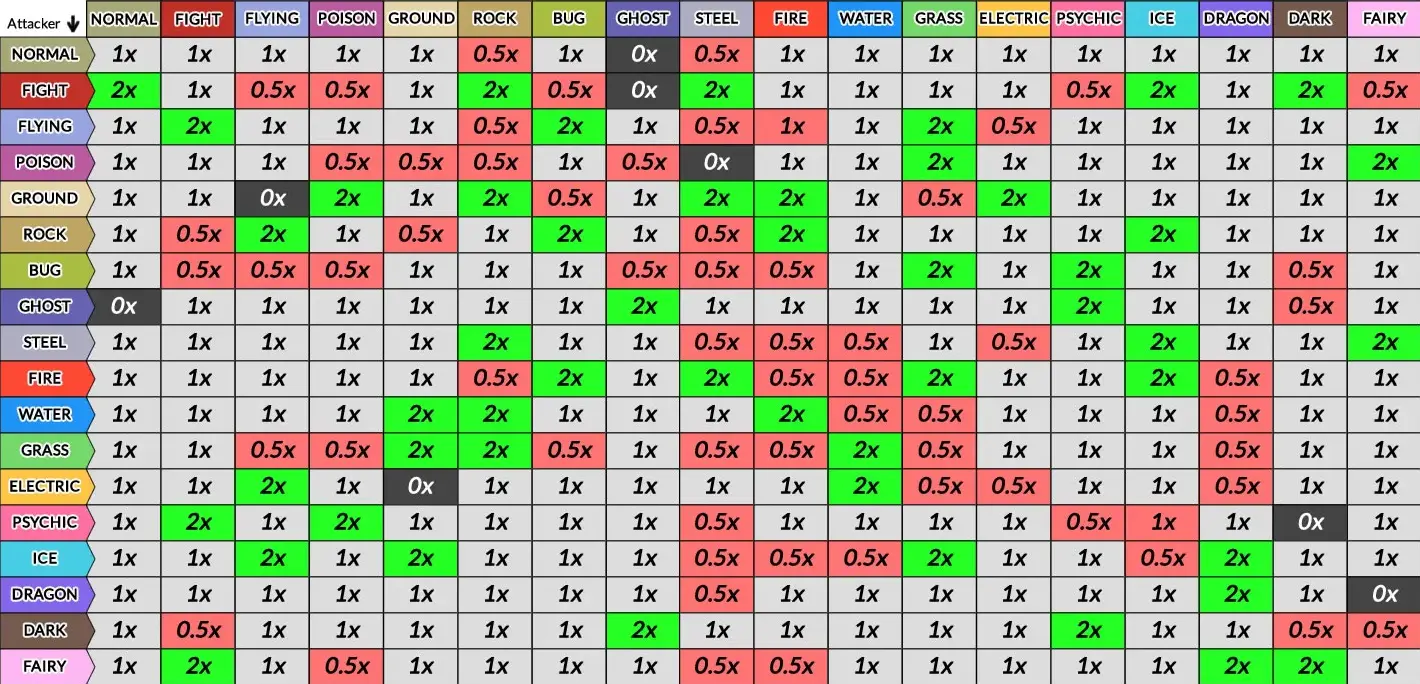 Attacker ↓ NORMAL FIGHT FLYING POISON GROUND ROCK BUG GHOST STEEL FIRE WATER GRASS ELECTRIC PSYCHIC ICE DRAGON DARK FAIRY
NORMAL 1x 1x 1x 1x 1x 0.5x 1x 0x 0.5x 1x 1x 1x 1x 1x 1x 1x 1x 1x
FIGHT 2x 1x 0.5x 0.5x 1x 2x 0.5x 0x 2x 1x 1x 1x 1x 0.5x 2x 1x 2x 0.5x
FLYING 1x 2x 1x 1x 1x 0.5x 2x 1x 0.5x 1x 1x 2x 0.5x 1x 1x 1x 1x 1x
POISON 1x 1x 1x 0.5x 0.5x 0.5x 1x 0.5x 0x 1x 1x 2x 1x 1x 1x 1x 1x 2x
GROUND 1x 1x 0x 2x 1x 2x 0.5x 1x 2x 2x 1x 0.5x 2x 1x 1x 1x 1x 1x
ROCK 1x 0.5x 2x 1x 0.5x 1x 2x 1x 0.5x 2x 1x 1x 1x 1x 2x 1x 1x 1x
BUG 1x 0.5x 0.5x 0.5x 1x 1x 1x 0.5x 0.5x 0.5x 1x 2x 1x 2x 1x 1x 0.5x 1x
GHOST 0x 1x 1x 1x 1x 1x 1x 2x 1x 1x 1x 1x 1x 2x 1x 1x 0.5x 1x
STEEL 1x 1x 1x 1x 1x 2x 1x 1x 0.5x 0.5x 0.5x 1x 0.5x 1x 2x 1x 1x 2x
FIRE 1x 1x 1x 1x 1x 0.5x 2x 1x 2x 0.5x 0.5x 2x 1x 1x 2x 0.5x 1x 1x
WATER 1x 1x 1x 1x 2x 2x 1x 1x 1x 2x 0.5x 0.5x 1x 1x 1x 0.5x 1x 1x
GRASS 1x 1x 0.5x 0.5x 2x 2x 0.5x 1x 0.5x 0.5x 2x 0.5x 1x 1x 1x 0.5x 1x 1x
ELECTRIC 1x 1x 2x 1x 0x 1x 1x 1x 1x 1x 2x 0.5x 0.5x 1x 1x 0.5x 1x 1x
PSYCHIC 1x 2x 1x 2x 1x 1x 1x 1x 0.5x 1x 1x 1x 1x 0.5x 1x 1x 0x 1x
ICE 1x 1x 2x 1x 2x 1x 1x 1x 0.5x 0.5x 0.5x 2x 1x 1x 0.5x 2x 1x 1x
DRAGON 1x 1x 1x 1x 1x 1x 1x 1x 0.5x 1x 1x 1x 1x 1x 1x 2x 1x 0x
DARK 1x 0.5x 1x 1x 1x 1x 1x 2x 1x 1x 1x 1x 1x 2x 1x 1x 0.5x 0.5x
FAIRY 1x 2x 1x 0.5x 1x 1x 1x 1x 0.5x 0.5x 1x 1x 1x 1x 1x 2x 2x 1x